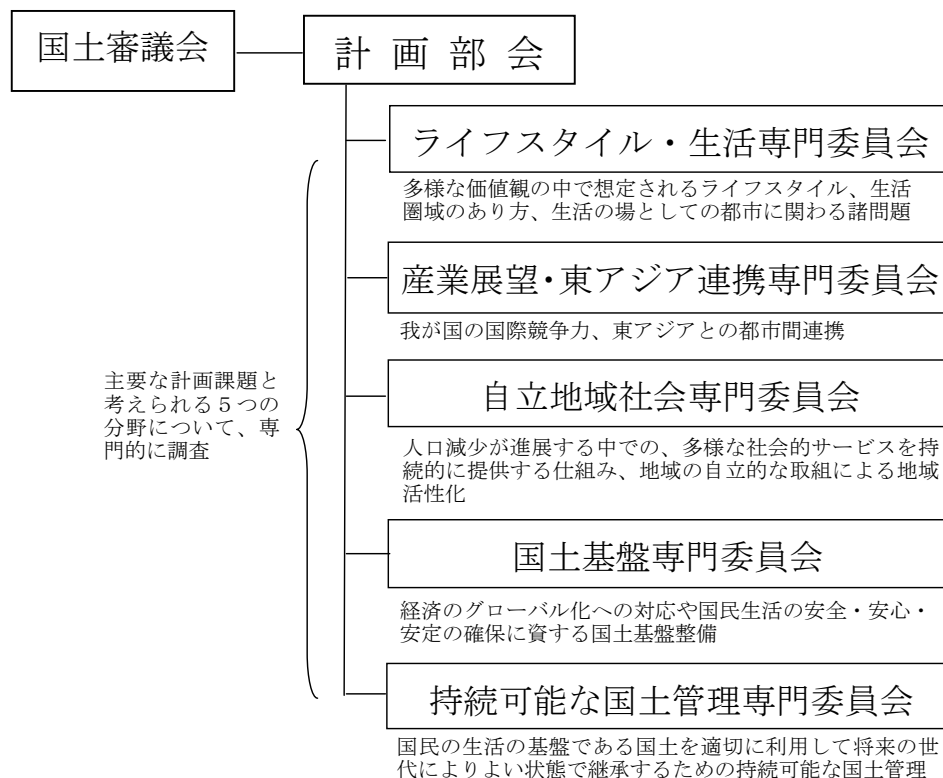 国土審議会
計画部会
ライフスタイル・生活専門委員会
多様な価値観の中で想定されるライフスタイル、生活
圏域のあり方、生活の場としての都市に関わる諸問題
産業展望・東アジア連携専門委員会
我が国の国際競争力、東アジアとの都市間連携
主要な計画課題と
考えられる５つの
分野について、専
門的に調査
自立地域社会専門委員会
人口減少が進展する中での、多様な社会的サービスを持
続的に提供する仕組み、地域の自立的な取組による地域
活性化
国土基盤専門委員会
経済のグローバル化への対応や国民生活の安全・安心・
安定の確保に資する国土基盤整備
持続可能な国土管理専門委員会
国民の生活の基盤である国土を適切に利用して将来の世
代によりよい状態で継承するための持続可能な国土管理